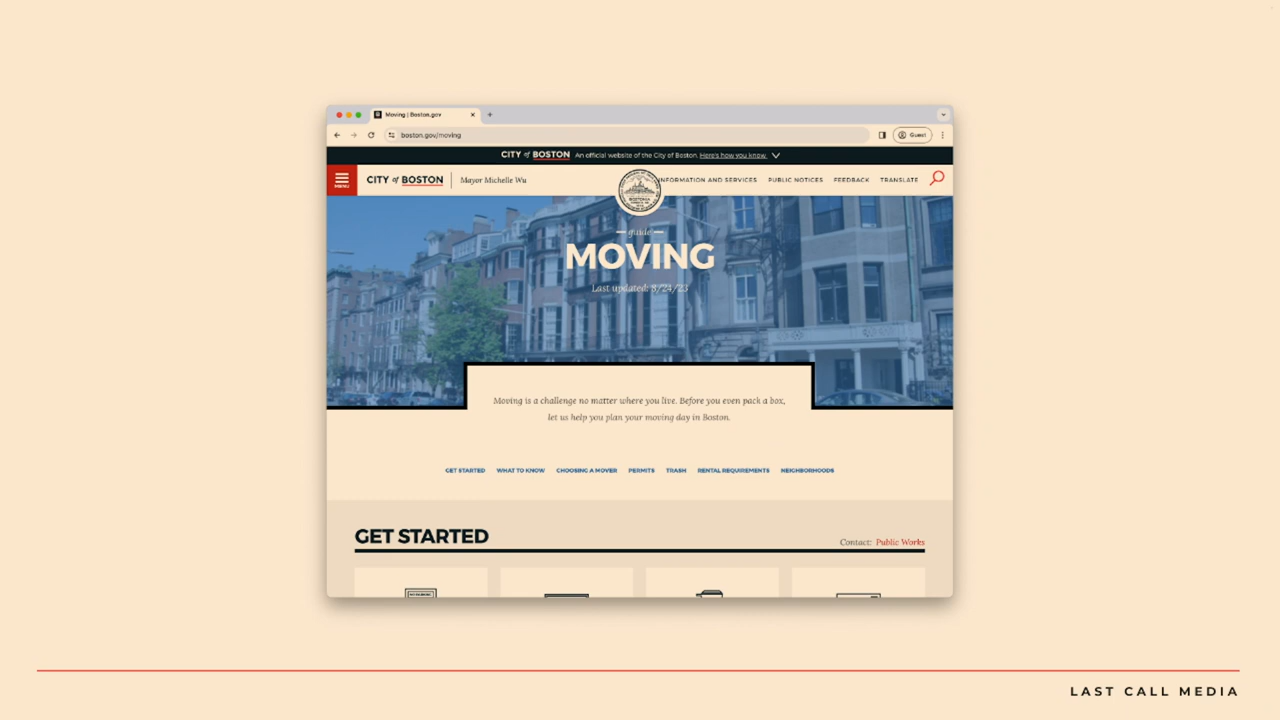 Moving | Boston.gov
boston.gov/moving
Guest
CITY of BOSTON An official website of the City of Boston. Here's how you know.
MENU
CITY of BOSTON Mayor Michelle Wu
INFORMATION AND SERVICES PUBLIC NOTICES FEEDBACK TRANSLATE
guide
MOVING
Last updated: 8/24/23
Moving is a challenge no matter where you live. Before you even pack a box,
let us help you plan your moving day in Boston.
GET STARTED WHAT TO KNOW CHOOSING A MOVER PERMITS TRASH RENTAL REQUIREMENTS NEIGHBORHOODS
GET STARTED
Contact: Public Works
LAST CALL MEDIA